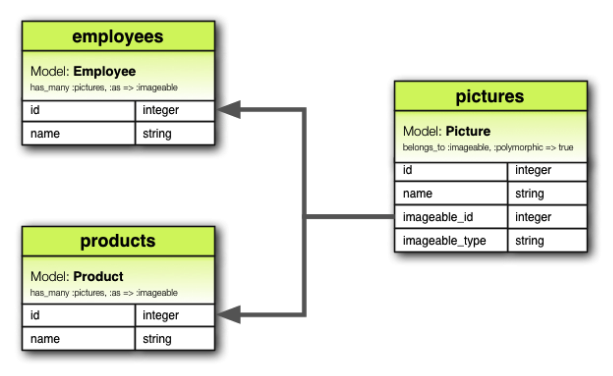 employees
Model: Employee
has_many :pictures, :as => :imageable
id integer
name string
pictures
Model: Picture
belongs_to :imageable, :polymorphic => true
id integer
name string
imageable_id integer
imageable_type string
products
Model: Product
has_many :pictures, :as => :imageable
id integer
name string